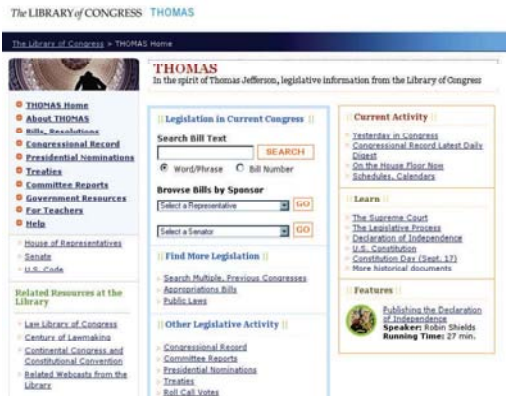 The LIBRARY of CONGRESS THOMAS
The Library of Congress > THOMAS Home
THOMAS
In the spirit of Thomas Jefferson, legislative information from the Library of Congress
THOMAS Home
About THOMAS
Bills, Resolutions
Congressional Record
Presidential Nominations
Treaties
Committee Reports
Government Resources
For Teachers
Help
House of Representatives
Senate
U.S. Code
Related Resources at the
Library
Law Library of Congress
Century of Lawmaking
Continental Congress and
Constitutional Convention
Related Webcasts from the
Library
Legislation in Current Congress
Search Bill Text
SEARCH
Word/Phrase Bill Number
Browse Bills by Sponsor
Select a Representative GO
Select a Senator GO
Find More Legislation
Search Multiple, Previous Congresses
Appropriations Bills
Public Laws
Other Legislative Activity
Congressional Record
Committee Reports
Presidential Nominations
Treaties
Roll Call Votes
Current Activity
Yesterday in Congress
Congressional Record Latest Daily
Digest
On the House Floor Now
Schedules, Calendars
Learn
The Supreme Court
The Legislative Process
Declaration of Independence
U.S. Constitution
Constitution Day (Sept. 17)
More historical documents
Features
Publishing the Declaration
of Independence
Speaker: Robin Shields
Running Time: 27 min.